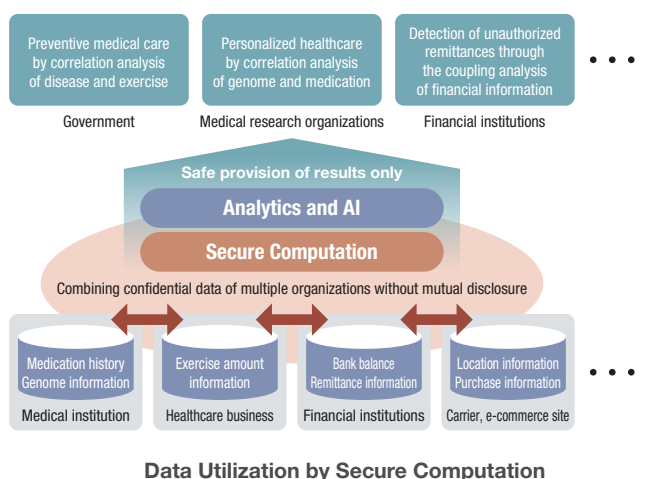 Preventive medical care
by correlation analysis
of disease and exercise
Government
Personalized healthcare
by correlation analysis
of genome and medication
Medical research organizations
Detection of unauthorized
remittances through
the coupling analysis
of financial information
Financial institutions
• • •
Safe provision of results only
Analytics and AI
Secure Computation
Combining confidential data of multiple organizations without mutual disclosure
Medication history
Genome information
Medical institution
Exercise amount
information
Healthcare business
Bank balance
Remittance information
Financial institutions
Location information
Purchase information
Carrier, e-commerce site
• • •
Data Utilization by Secure Computation